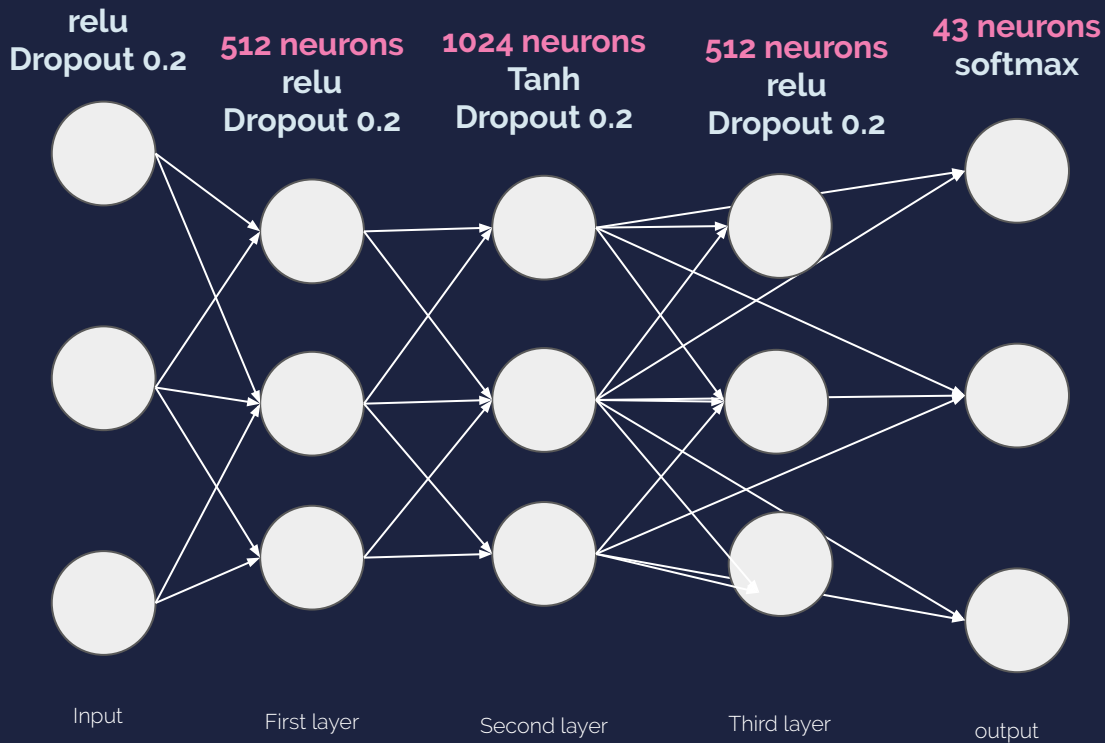 relu
Dropout 0.2
512 neurons
relu
Dropout 0.2
1024 neurons
Tanh
Dropout 0.2
512 neurons
relu
Dropout 0.2
43 neurons
softmax
Input
First layer
Second layer
Third layer
output